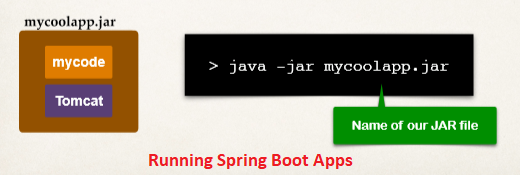 mycoolapp.jar
mycode
Tomcat
> java -jar mycoolapp.jar
Name of our JAR file
Running Spring Boot Apps